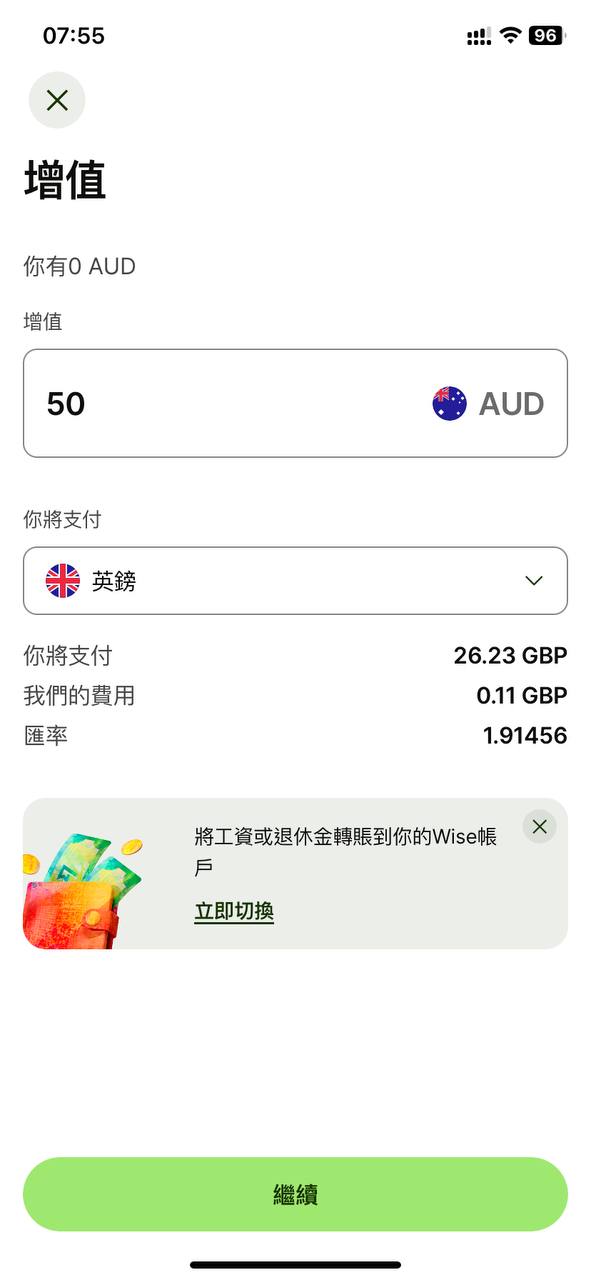 07:55
96
增值
你有0 AUD
增值
50
AUD
你將支付
英鎊
你將支付
26.23 GBP
我們的費用
0.11 GBP
匯率
1.91456
將工資或退休金轉賬到你的Wise帳
戶
立即切換
繼續